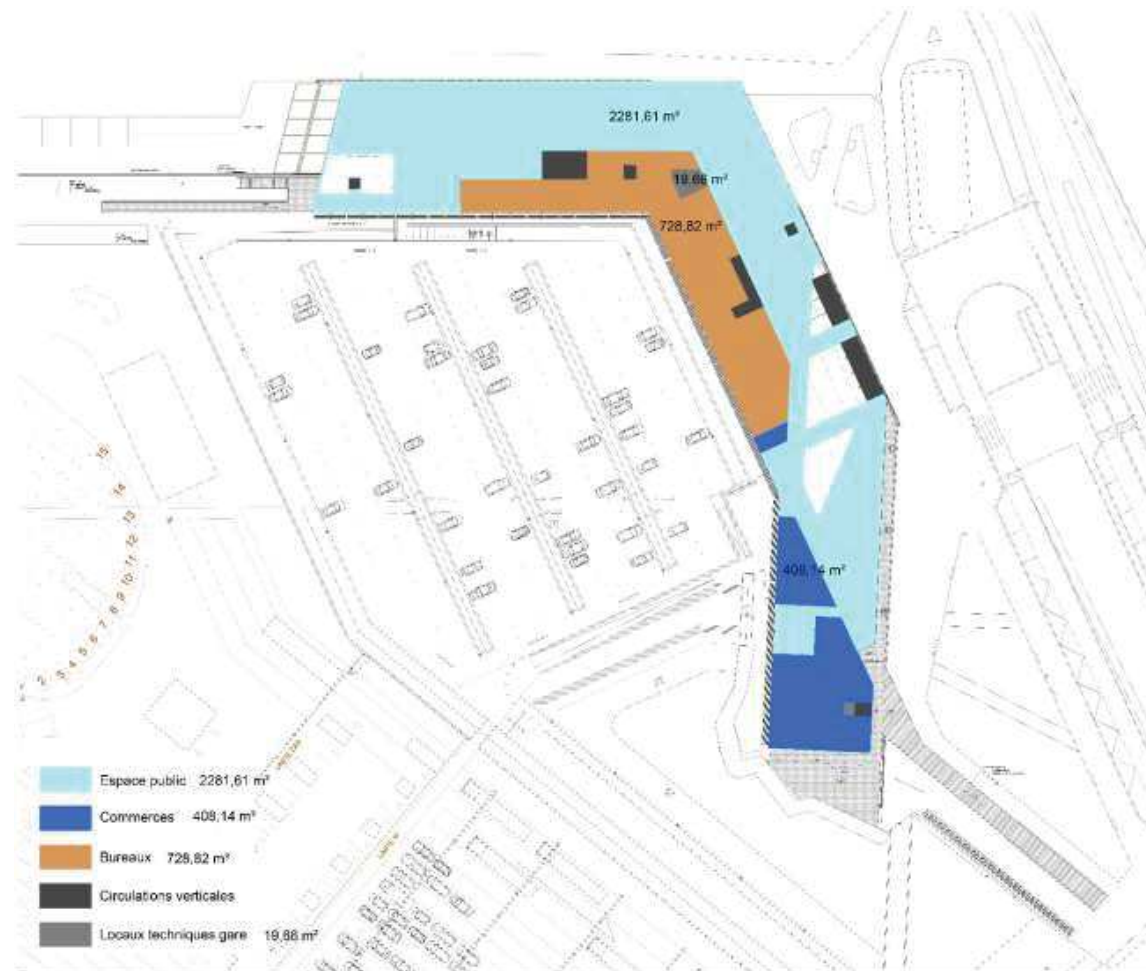 2281,61 m²
19,68 m²
728,82 m²
408,14 m²
15
14
13
12
11
10
9
8
7
6
5
4
3
2
Espace public 2281,61 m²
Commerces 408,14 m²
Bureaux 728,82 m²
Circulations verticales
Locaux techniques gare 19,68 m²